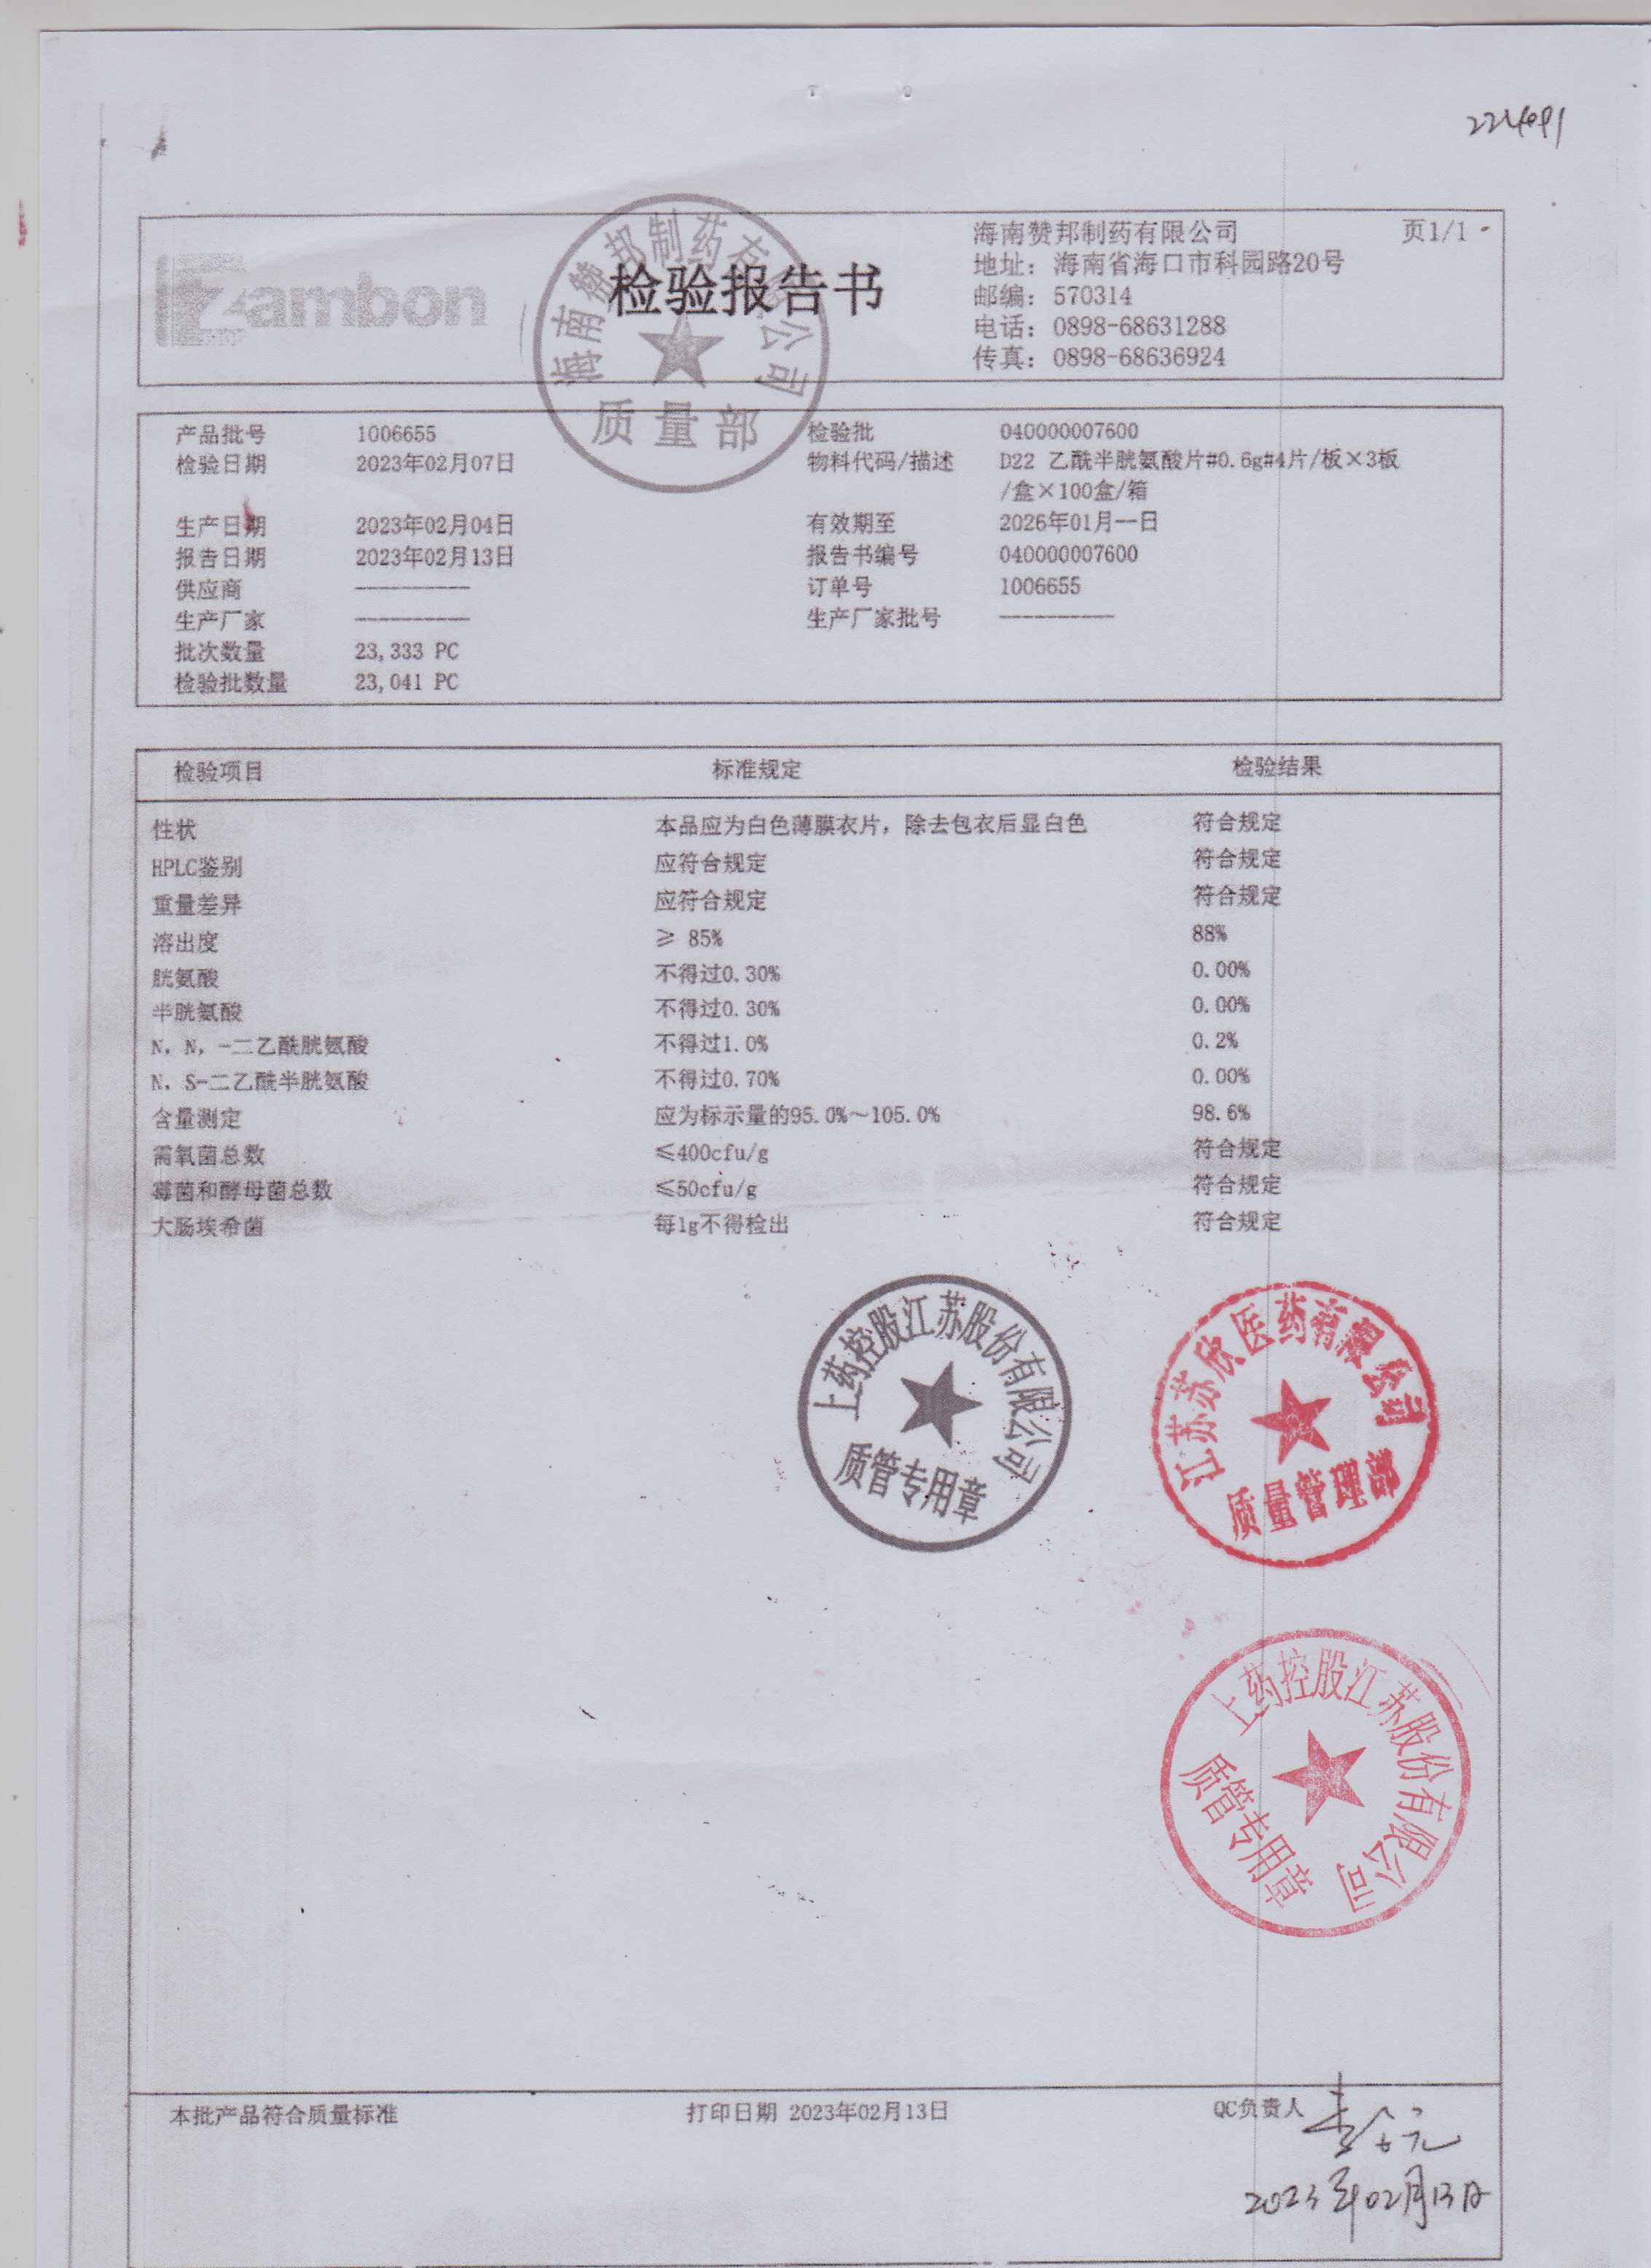 Zambon
检验报告书
海南赞邦制药有限公司 页1/1
地址：海南省海口市科园路20号
邮编：570314
电话：0898-68631288
传真：0898-68636924
海南赞邦制药有限公司
质量部
产品批号 1006655 检验批 040000007600
检验日期 2023年02月07日 物料代码/描述 D22 乙酰半胱氨酸片#0.6g#4片/板×3板
/盒×100盒/箱
生产日期 2023年02月04日 有效期至 2026年01月--日
报告日期 2023年02月13日 报告书编号 040000007600
供应商 ---------- 订单号 1006655
生产厂家 ---------- 生产厂家批号 ----------
批次数量 23,333 PC
检验批数量 23,041 PC
检验项目 标准规定 检验结果
性状 本品应为白色薄膜衣片，除去包衣后显白色 符合规定
HPLC鉴别 应符合规定 符合规定
重量差异 应符合规定 符合规定
溶出度 ≥ 85% 88%
胱氨酸 不得过0.30% 0.00%
半胱氨酸 不得过0.30% 0.00%
N，N，-二乙酰胱氨酸 不得过1.0% 0.2%
N，S-二乙酰半胱氨酸 不得过0.70% 0.00%
含量测定 应为标示量的95.0%～105.0% 98.6%
需氧菌总数 ≤400cfu/g 符合规定
霉菌和酵母菌总数 ≤50cfu/g 符合规定
大肠埃希菌 每1g不得检出 符合规定
上药控股江苏股份有限公司
质管专用章
江苏苏欣医药有限公司
质量管理部
上药控股江苏股份有限公司
质管专用章
本批产品符合质量标准 打印日期 2023年02月13日 QC负责人
2023年02月13日